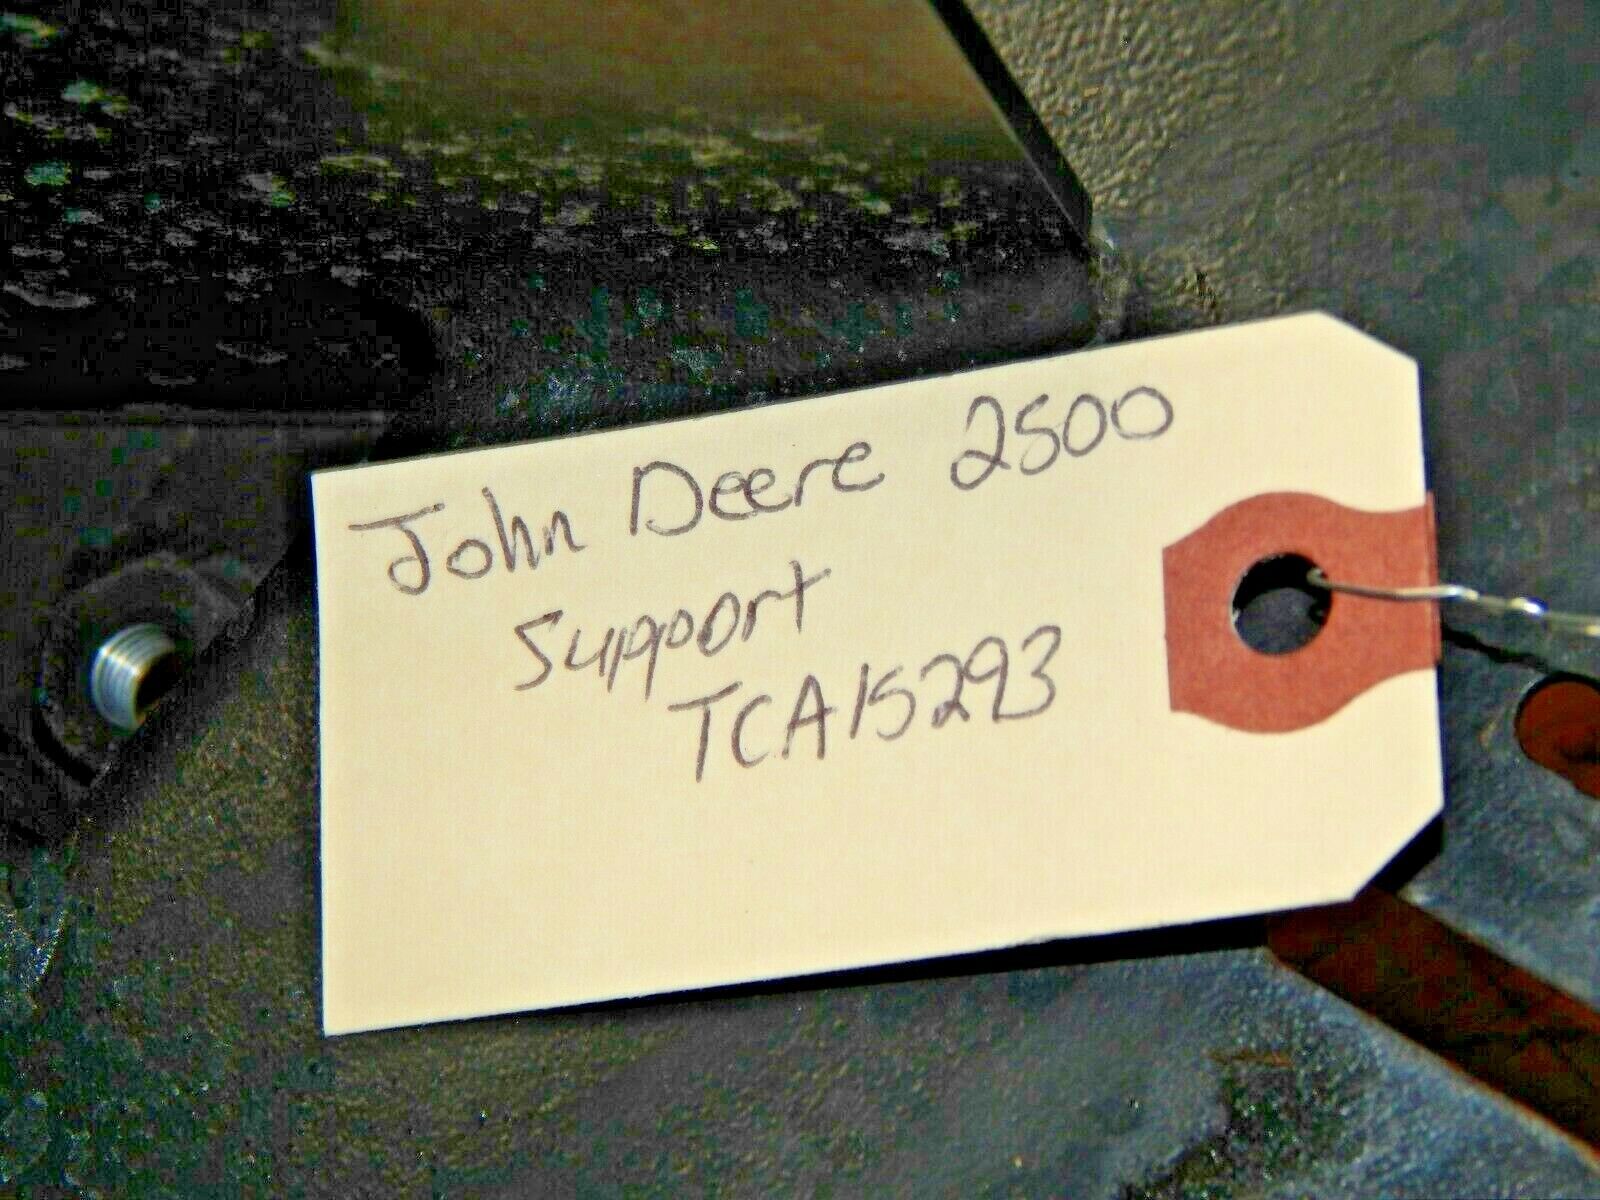 John Deere 2500
Support
TCA15293